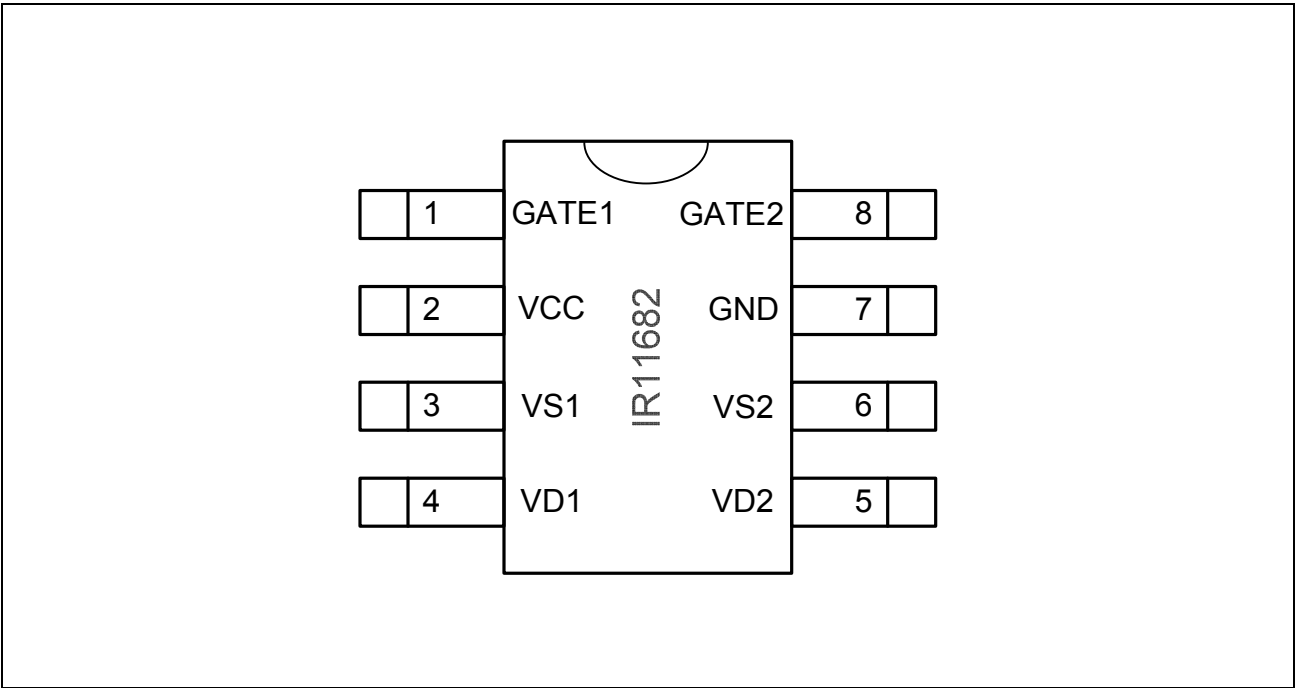 1 GATE1 GATE2 8
2 VCC GND 7
3 VS1 VS2 6
4 VD1 VD2 5
IR11682